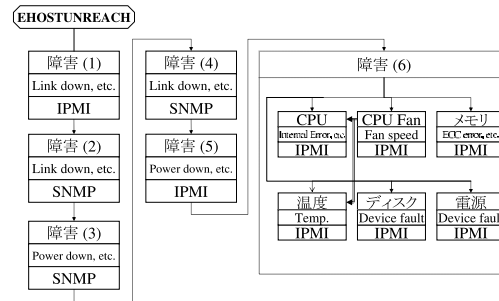 EHOSTUNREACH
障害 (1)
Link down, etc.
IPMI
障害 (2)
Link down, etc.
SNMP
障害 (3)
Power down, etc.
SNMP
障害 (4)
Link down, etc.
SNMP
障害 (5)
Power down, etc.
IPMI
障害 (6)
CPU
Internal Error, etc.
IPMI
CPU Fan
Fan speed
IPMI
メモリ
ECC error, etc.
IPMI
温度
Temp.
IPMI
ディスク
Device fault
IPMI
電源
Device fault
IPMI